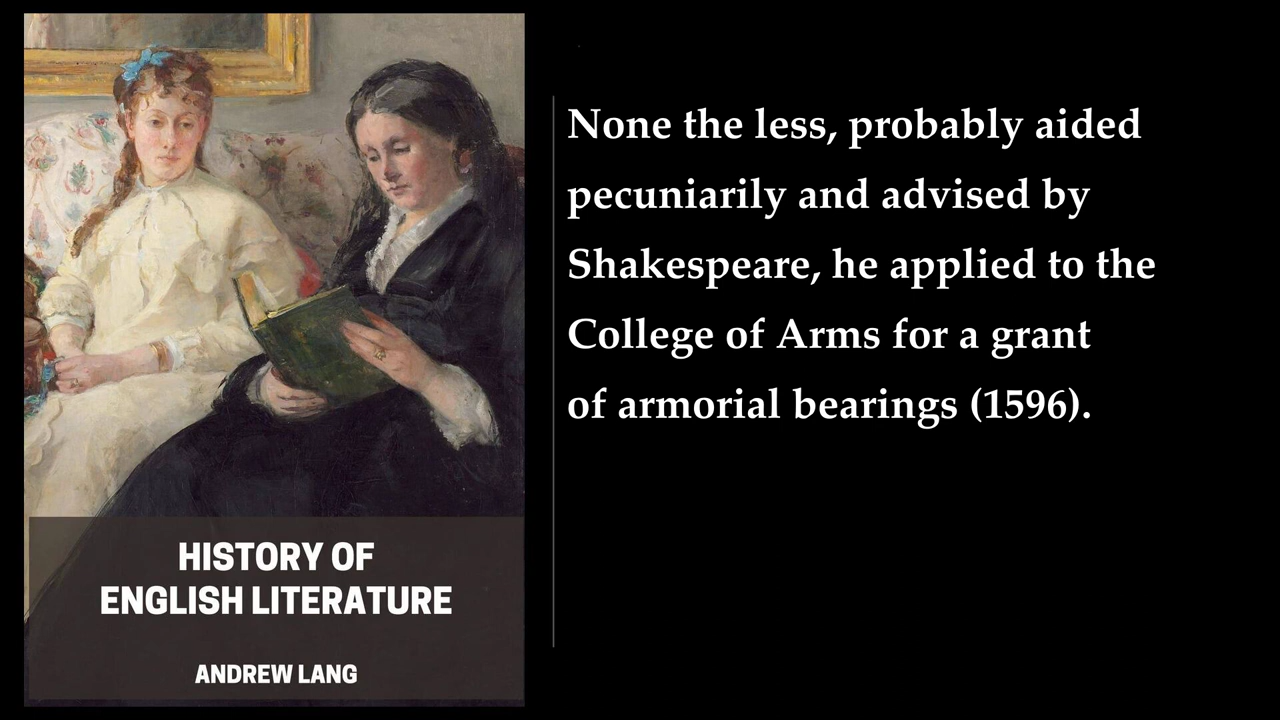 None the less, probably aided
pecuniarily and advised by
Shakespeare, he applied to the
College of Arms for a grant
of armorial bearings (1596).
HISTORY OF
ENGLISH LITERATURE
ANDREW LANG